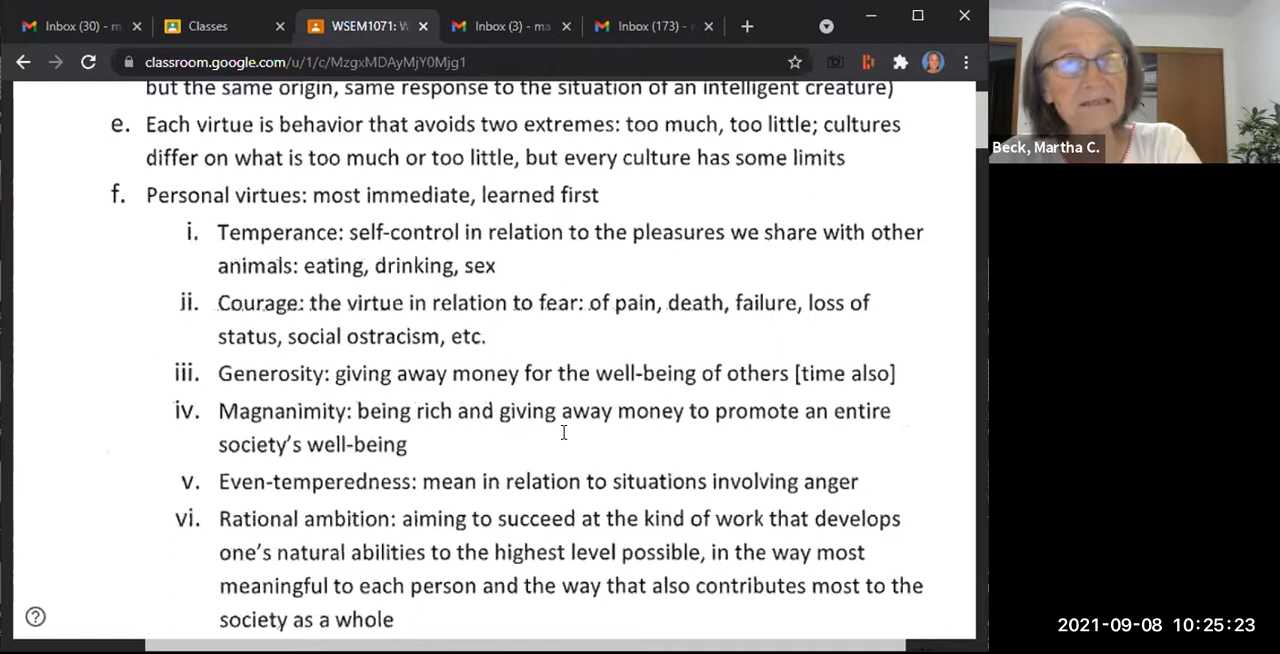 Inbox (30) - m
Classes
WSEM1071: W
Inbox (3) - ma
Inbox (173) -
classroom.google.com/u/1/c/MzgxMDAyMjY0Mjg1
but the same origin, same response to the situation of an intelligent creature)
e. Each virtue is behavior that avoids two extremes: too much, too little; cultures
differ on what is too much or too little, but every culture has some limits
f. Personal virtues: most immediate, learned first
i. Temperance: self-control in relation to the pleasures we share with other
animals: eating, drinking, sex
ii. Courage: the virtue in relation to fear: of pain, death, failure, loss of
status, social ostracism, etc.
iii. Generosity: giving away money for the well-being of others [time also]
iv. Magnanimity: being rich and giving away money to promote an entire
society's well-being
v. Even-temperedness: mean in relation to situations involving anger
vi. Rational ambition: aiming to succeed at the kind of work that develops
one's natural abilities to the highest level possible, in the way most
meaningful to each person and the way that also contributes most to the
society as a whole
Beck, Martha C.
2021-09-08 10:25:23